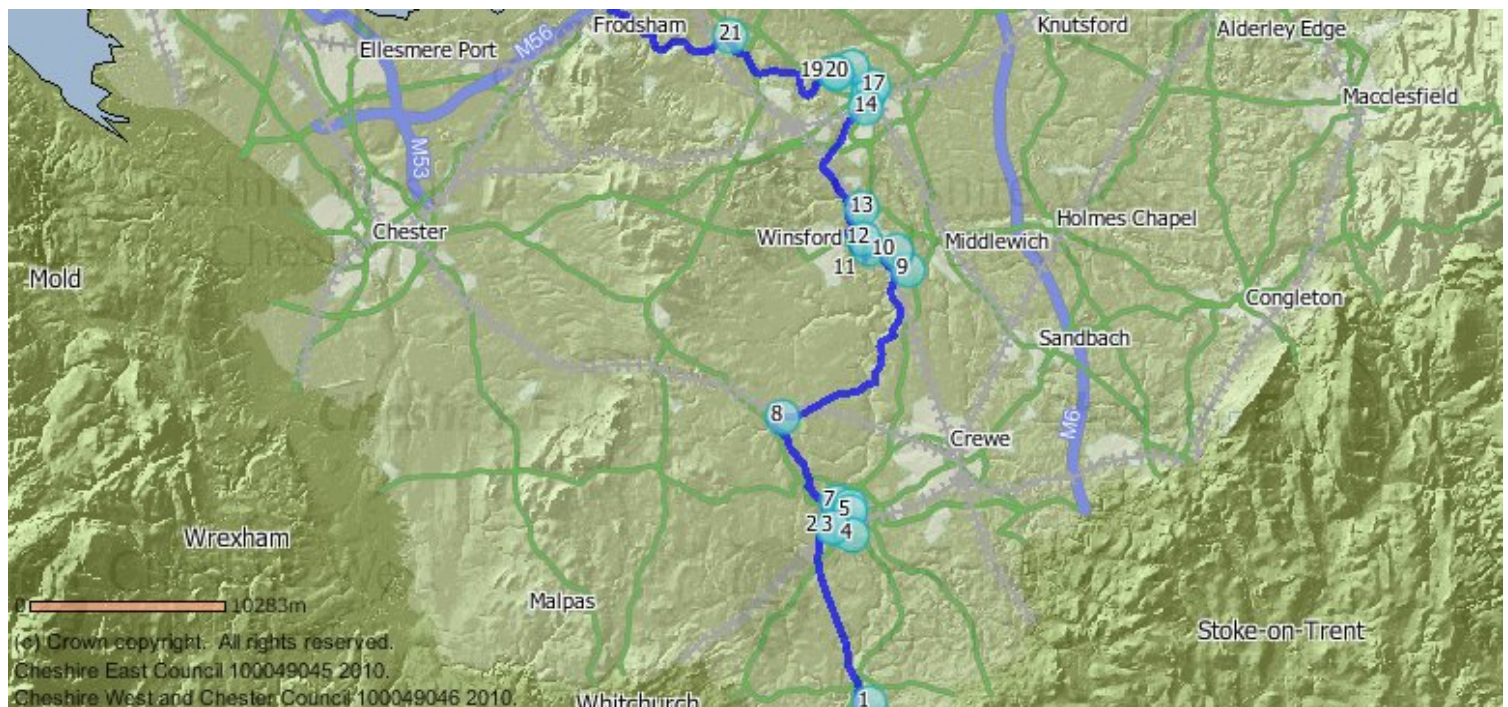 Frodsham
21
Knutsford
Alderley Edge
Ellesmere Port
M56
19
20
17
14
Macclesfield
M53
Chester
13
Winsford
12
10
11
9
Middlewich
Holmes Chapel
Mold
Congleton
Sandbach
8
Crewe
M6
7
5
2
3
4
Wrexham
0
10283m
Malpas
Stoke-on-Trent
(c) Crown copyright. All rights reserved.
Cheshire East Council 100049045 2010.
Cheshire West and Chester Council 100049046 2010.
Whitchurch
1